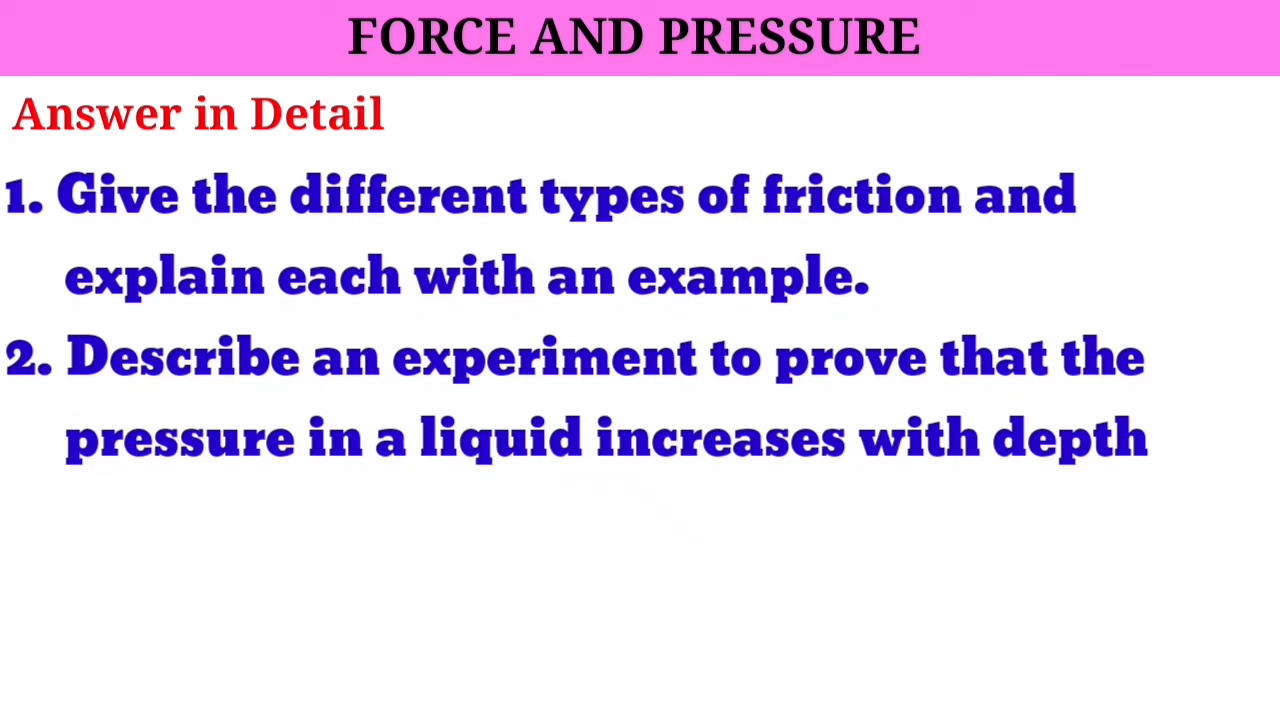 FORCE AND PRESSURE
Answer in Detail
1. Give the different types of friction and
explain each with an example.
2. Describe an experiment to prove that the
pressure in a liquid increases with depth